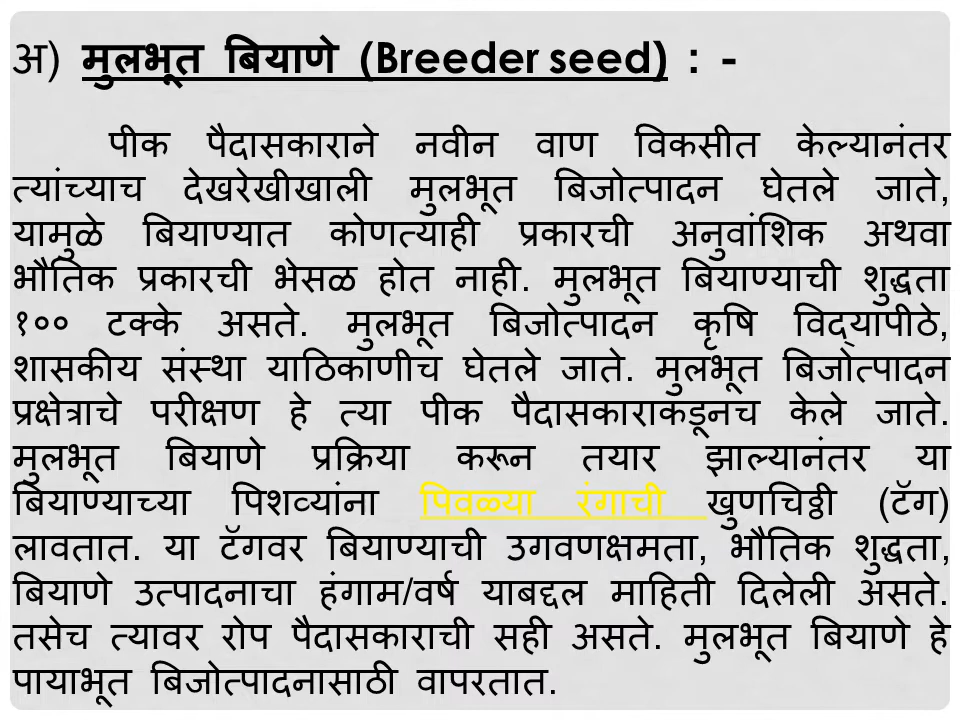 अ) मुलभूत बियाणे (Breeder seed) : -
पीक पैदासकाराने नवीन वाण विकसीत केल्यानंतर
त्यांच्याच देखरेखीखाली मुलभूत बिजोत्पादन घेतले जाते,
यामुळे बियाण्यात कोणत्याही प्रकारची अनुवांशिक अथवा
भौतिक प्रकारची भेसळ होत नाही. मुलभूत बियाण्याची शुद्धता
१०० टक्के असते. मुलभूत बिजोत्पादन कृषि विद्यापीठे,
शासकीय संस्था याठिकाणीच घेतले जाते. मुलभूत बिजोत्पादन
प्रक्षेत्राचे परीक्षण हे त्या पीक पैदासकाराकडूनच केले जाते.
मुलभूत बियाणे प्रक्रिया करून तयार झाल्यानंतर या
बियाण्याच्या पिशव्यांना पिवळ्या रंगाची खुणचिठ्ठी (टॅग)
लावतात. या टॅगवर बियाण्याची उगवणक्षमता, भौतिक शुद्धता,
बियाणे उत्पादनाचा हंगाम/वर्ष याबद्दल माहिती दिलेली असते.
तसेच त्यावर रोप पैदासकाराची सही असते. मुलभूत बियाणे हे
पायाभूत बिजोत्पादनासाठी वापरतात.